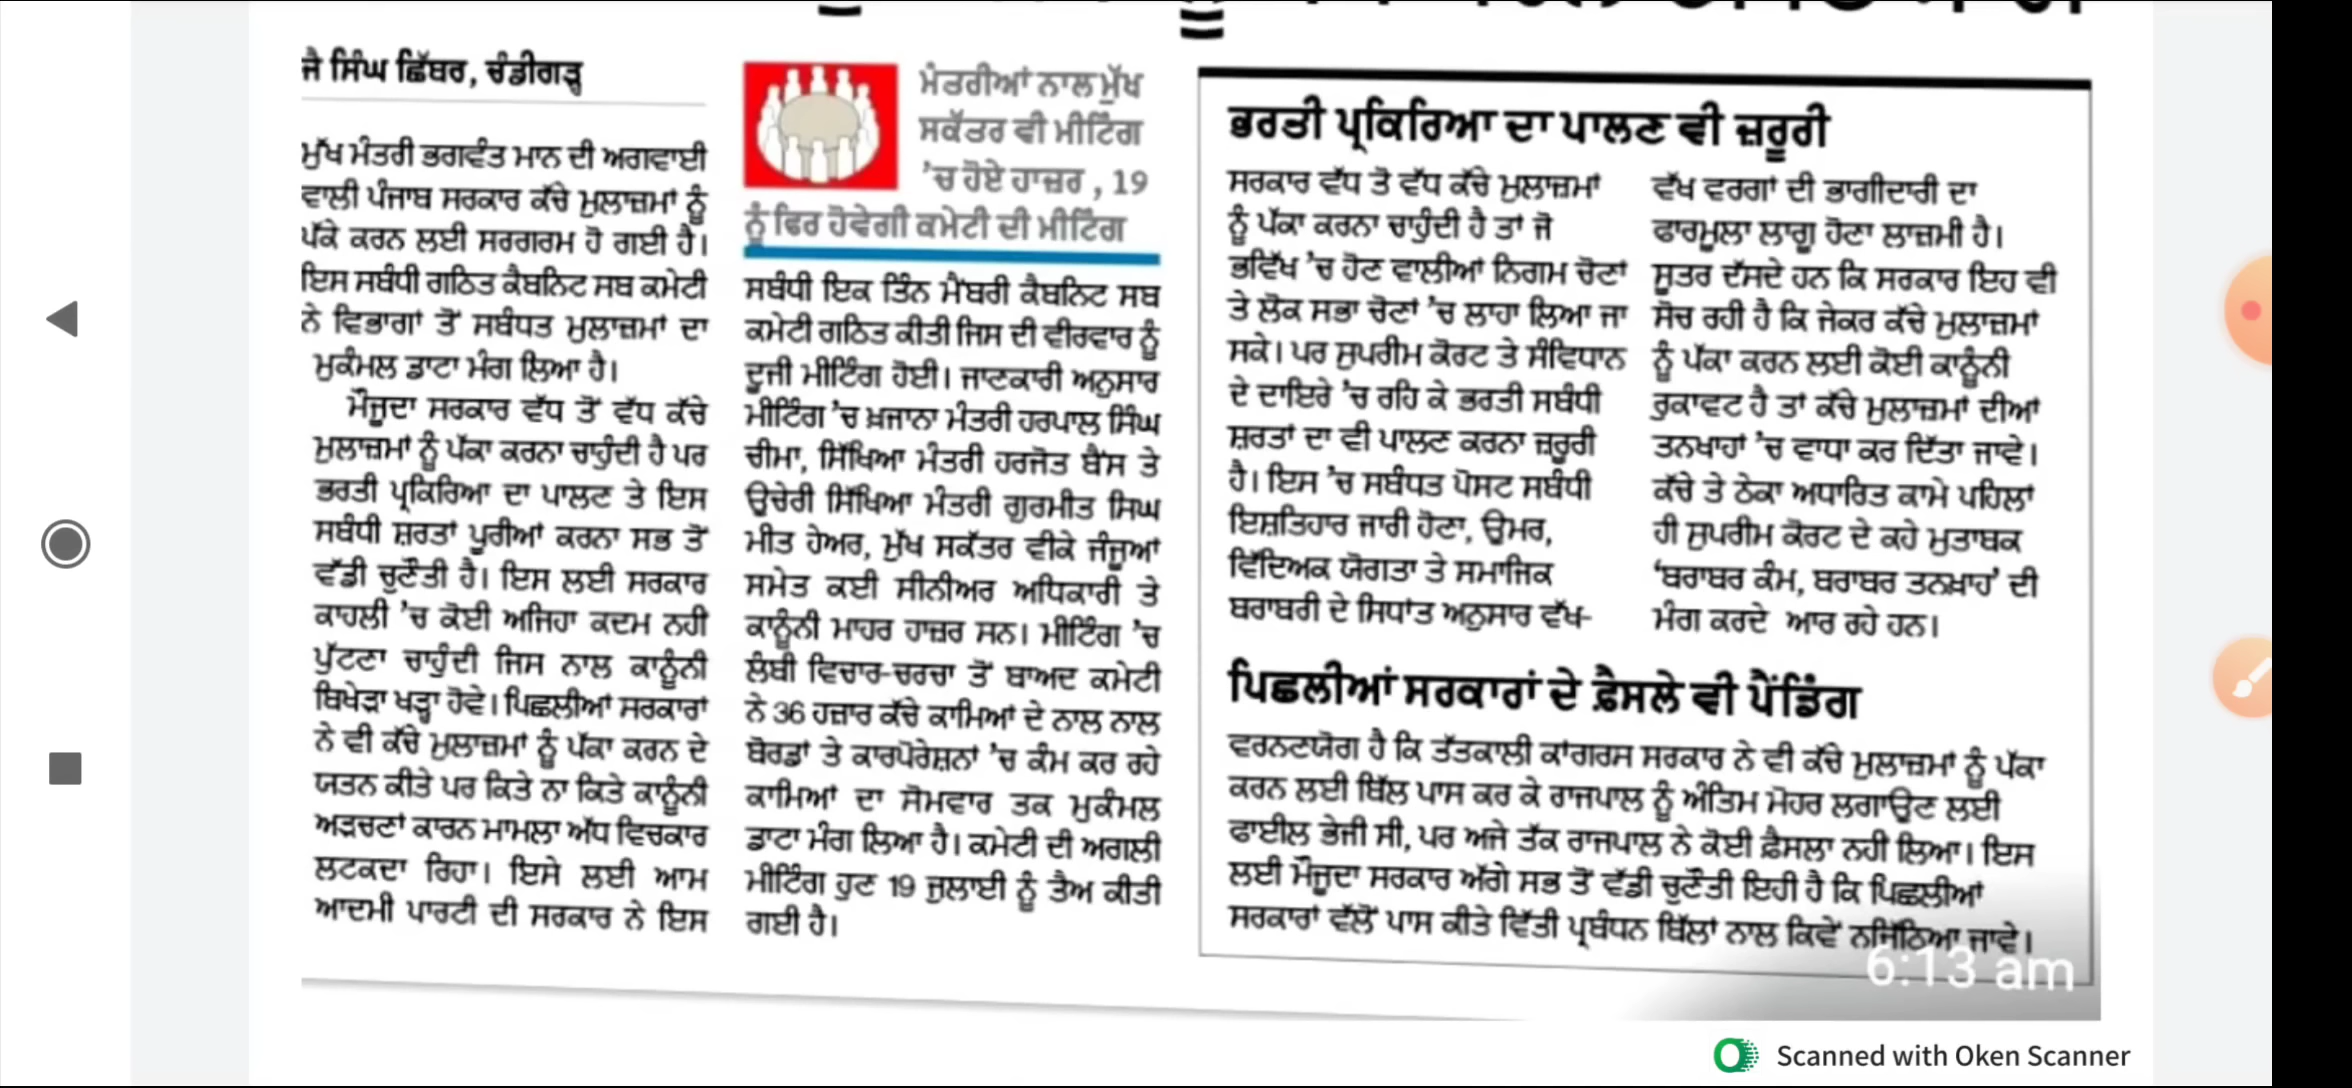 ਜੈ ਸਿੰਘ ਛਿੱਬਰ, ਚੰਡੀਗੜ੍ਹ
ਮੁੱਖ ਮੰਤਰੀ ਭਗਵੰਤ ਮਾਨ ਦੀ ਅਗਵਾਈ
ਵਾਲੀ ਪੰਜਾਬ ਸਰਕਾਰ ਕੱਚੇ ਮੁਲਾਜ਼ਮਾਂ ਨੂੰ
ਪੱਕੇ ਕਰਨ ਲਈ ਸਰਗਰਮ ਹੋ ਗਈ ਹੈ।
ਇਸ ਸਬੰਧੀ ਗਠਿਤ ਕੈਬਨਿਟ ਸਬ ਕਮੇਟੀ
ਨੇ ਵਿਭਾਗਾਂ ਤੋਂ ਸਬੰਧਤ ਮੁਲਾਜ਼ਮਾਂ ਦਾ
ਮੁਕੰਮਲ ਡਾਟਾ ਮੰਗ ਲਿਆ ਹੈ।
ਮੌਜੂਦਾ ਸਰਕਾਰ ਵੱਧ ਤੋਂ ਵੱਧ ਕੱਚੇ
ਮੁਲਾਜ਼ਮਾਂ ਨੂੰ ਪੱਕਾ ਕਰਨਾ ਚਾਹੁੰਦੀ ਹੈ ਪਰ
ਭਰਤੀ ਪ੍ਰਕਿਰਿਆ ਦਾ ਪਾਲਣ ਤੇ ਇਸ
ਸਬੰਧੀ ਸ਼ਰਤਾਂ ਪੂਰੀਆਂ ਕਰਨਾ ਸਭ ਤੋਂ
ਵੱਡੀ ਚੁਣੌਤੀ ਹੈ। ਇਸ ਲਈ ਸਰਕਾਰ
ਕਾਹਲੀ 'ਚ ਕੋਈ ਅਜਿਹਾ ਕਦਮ ਨਹੀ
ਪੁੱਟਣਾ ਚਾਹੁੰਦੀ ਜਿਸ ਨਾਲ ਕਾਨੂੰਨੀ
ਬਿਖੇੜਾ ਖੜ੍ਹਾ ਹੋਵੇ। ਪਿਛਲੀਆਂ ਸਰਕਾਰਾਂ
ਨੇ ਵੀ ਕੱਚੇ ਮੁਲਾਜ਼ਮਾਂ ਨੂੰ ਪੱਕਾ ਕਰਨ ਦੇ
ਯਤਨ ਕੀਤੇ ਪਰ ਕਿਤੇ ਨਾ ਕਿਤੇ ਕਾਨੂੰਨੀ
ਅੜਚਣਾਂ ਕਾਰਨ ਮਾਮਲਾ ਅੱਧ ਵਿਚਕਾਰ
ਲਟਕਦਾ ਰਿਹਾ। ਇਸੇ ਲਈ ਆਮ
ਆਦਮੀ ਪਾਰਟੀ ਦੀ ਸਰਕਾਰ ਨੇ ਇਸ
ਮੰਤਰੀਆਂ ਨਾਲ ਮੁੱਖ
ਸਕੱਤਰ ਵੀ ਮੀਟਿੰਗ
'ਚ ਹੋਏ ਹਾਜ਼ਰ , 19
ਨੂੰ ਫਿਰ ਹੋਵੇਗੀ ਕਮੇਟੀ ਦੀ ਮੀਟਿੰਗ
ਸਬੰਧੀ ਇਕ ਤਿੰਨ ਮੈਂਬਰੀ ਕੈਬਨਿਟ ਸਬ
ਕਮੇਟੀ ਗਠਿਤ ਕੀਤੀ ਜਿਸ ਦੀ ਵੀਰਵਾਰ ਨੂੰ
ਦੂਜੀ ਮੀਟਿੰਗ ਹੋਈ। ਜਾਣਕਾਰੀ ਅਨੁਸਾਰ
ਮੀਟਿੰਗ 'ਚ ਖ਼ਜਾਨਾ ਮੰਤਰੀ ਹਰਪਾਲ ਸਿੰਘ
ਚੀਮਾ, ਸਿੱਖਿਆ ਮੰਤਰੀ ਹਰਜੋਤ ਬੈਂਸ ਤੇ
ਉਚੇਰੀ ਸਿੱਖਿਆ ਮੰਤਰੀ ਗੁਰਮੀਤ ਸਿਘ
ਮੀਤ ਹੇਅਰ, ਮੁੱਖ ਸਕੱਤਰ ਵੀਕੇ ਜੰਜੂਆਂ
ਸਮੇਤ ਕਈ ਸੀਨੀਅਰ ਅਧਿਕਾਰੀ ਤੇ
ਕਾਨੂੰਨੀ ਮਾਹਰ ਹਾਜ਼ਰ ਸਨ। ਮੀਟਿੰਗ 'ਚ
ਲੰਬੀ ਵਿਚਾਰ-ਚਰਚਾ ਤੋਂ ਬਾਅਦ ਕਮੇਟੀ
ਨੇ 36 ਹਜ਼ਾਰ ਕੱਚੇ ਕਾਮਿਆਂ ਦੇ ਨਾਲ ਨਾਲ
ਬੋਰਡਾਂ ਤੇ ਕਾਰਪੋਰੇਸ਼ਨਾਂ 'ਚ ਕੰਮ ਕਰ ਰਹੇ
ਕਾਮਿਆਂ ਦਾ ਸੋਮਵਾਰ ਤਕ ਮੁਕੰਮਲ
ਡਾਟਾ ਮੰਗ ਲਿਆ ਹੈ। ਕਮੇਟੀ ਦੀ ਅਗਲੀ
ਮੀਟਿੰਗ ਹੁਣ 19 ਜੁਲਾਈ ਨੂੰ ਤੈਅ ਕੀਤੀ
ਗਈ ਹੈ।
ਭਰਤੀ ਪ੍ਰਕਿਰਿਆ ਦਾ ਪਾਲਣ ਵੀ ਜ਼ਰੂਰੀ
ਸਰਕਾਰ ਵੱਧ ਤੋਂ ਵੱਧ ਕੱਚੇ ਮੁਲਾਜ਼ਮਾਂ
ਨੂੰ ਪੱਕਾ ਕਰਨਾ ਚਾਹੁੰਦੀ ਹੈ ਤਾਂ ਜੋ
ਭਵਿੱਖ 'ਚ ਹੋਣ ਵਾਲੀਆਂ ਨਿਗਮ ਚੋਣਾਂ
ਤੇ ਲੋਕ ਸਭਾ ਚੋਣਾਂ 'ਚ ਲਾਹਾ ਲਿਆ ਜਾ
ਸਕੇ। ਪਰ ਸੁਪਰੀਮ ਕੋਰਟ ਤੇ ਸੰਵਿਧਾਨ
ਦੇ ਦਾਇਰੇ 'ਚ ਰਹਿ ਕੇ ਭਰਤੀ ਸਬੰਧੀ
ਸ਼ਰਤਾਂ ਦਾ ਵੀ ਪਾਲਣ ਕਰਨਾ ਜ਼ਰੂਰੀ
ਹੈ। ਇਸ 'ਚ ਸਬੰਧਤ ਪੋਸਟ ਸਬੰਧੀ
ਇਸ਼ਤਿਹਾਰ ਜਾਰੀ ਹੋਣਾ, ਉਮਰ,
ਵਿੱਦਿਅਕ ਯੋਗਤਾ ਤੇ ਸਮਾਜਿਕ
ਬਰਾਬਰੀ ਦੇ ਸਿਧਾਂਤ ਅਨੁਸਾਰ ਵੱਖ-
ਵੱਖ ਵਰਗਾਂ ਦੀ ਭਾਗੀਦਾਰੀ ਦਾ
ਫਾਰਮੂਲਾ ਲਾਗੂ ਹੋਣਾ ਲਾਜ਼ਮੀ ਹੈ।
ਸੂਤਰ ਦੱਸਦੇ ਹਨ ਕਿ ਸਰਕਾਰ ਇਹ ਵੀ
ਸੋਚ ਰਹੀ ਹੈ ਕਿ ਜੇਕਰ ਕੱਚੇ ਮੁਲਾਜ਼ਮਾਂ
ਨੂੰ ਪੱਕਾ ਕਰਨ ਲਈ ਕੋਈ ਕਾਨੂੰਨੀ
ਰੁਕਾਵਟ ਹੈ ਤਾਂ ਕੱਚੇ ਮੁਲਾਜ਼ਮਾਂ ਦੀਆਂ
ਤਨਖਾਹਾਂ 'ਚ ਵਾਧਾ ਕਰ ਦਿੱਤਾ ਜਾਵੇ।
ਕੱਚੇ ਤੇ ਠੇਕਾ ਅਧਾਰਿਤ ਕਾਮੇ ਪਹਿਲਾਂ
ਹੀ ਸੁਪਰੀਮ ਕੋਰਟ ਦੇ ਕਹੇ ਮੁਤਾਬਕ
'ਬਰਾਬਰ ਕੰਮ, ਬਰਾਬਰ ਤਨਖ਼ਾਹ' ਦੀ
ਮੰਗ ਕਰਦੇ ਆਰ ਰਹੇ ਹਨ।
ਪਿਛਲੀਆਂ ਸਰਕਾਰਾਂ ਦੇ ਫ਼ੈਸਲੇ ਵੀ ਪੈਂਡਿੰਗ
ਵਰਨਣਯੋਗ ਹੈ ਕਿ ਤੱਤਕਾਲੀ ਕਾਂਗਰਸ ਸਰਕਾਰ ਨੇ ਵੀ ਕੱਚੇ ਮੁਲਾਜ਼ਮਾਂ ਨੂੰ ਪੱਕਾ
ਕਰਨ ਲਈ ਬਿੱਲ ਪਾਸ ਕਰ ਕੇ ਰਾਜਪਾਲ ਨੂੰ ਅੰਤਿਮ ਮੋਹਰ ਲਗਾਉਣ ਲਈ
ਫਾਈਲ ਭੇਜੀ ਸੀ, ਪਰ ਅਜੇ ਤੱਕ ਰਾਜਪਾਲ ਨੇ ਕੋਈ ਫ਼ੈਸਲਾ ਨਹੀ ਲਿਆ। ਇਸ
ਲਈ ਮੌਜੂਦਾ ਸਰਕਾਰ ਅੱਗੇ ਸਭ ਤੋਂ ਵੱਡੀ ਚੁਣੌਤੀ ਇਹੀ ਹੈ ਕਿ ਪਿਛਲੀਆਂ
ਸਰਕਾਰਾਂ ਵੱਲੋਂ ਪਾਸ ਕੀਤੇ ਵਿੱਤੀ ਪ੍ਰਬੰਧਨ ਬਿੱਲਾਂ ਨਾਲ ਕਿਵੇਂ ਨਜਿੱਠਿਆ ਜਾਵੇ।
6:13 am
Scanned with Oken Scanner